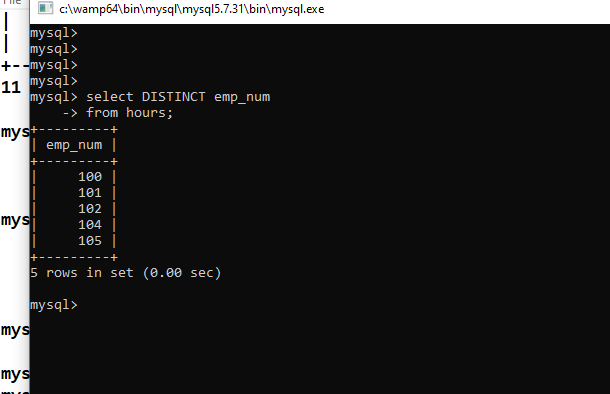 File
c:\wamp64\bin\mysql\mysql5.7.31\bin\mysql.exe
|
|
+--
11
mys
mys
mys
mys
mys
mysql>
mysql>
mysql>
mysql>
mysql> select DISTINCT emp_num
    -> from hours;
+---------+
| emp_num |
+---------+
|     100 |
|     101 |
|     102 |
|     104 |
|     105 |
+---------+
5 rows in set (0.00 sec)
mysql>